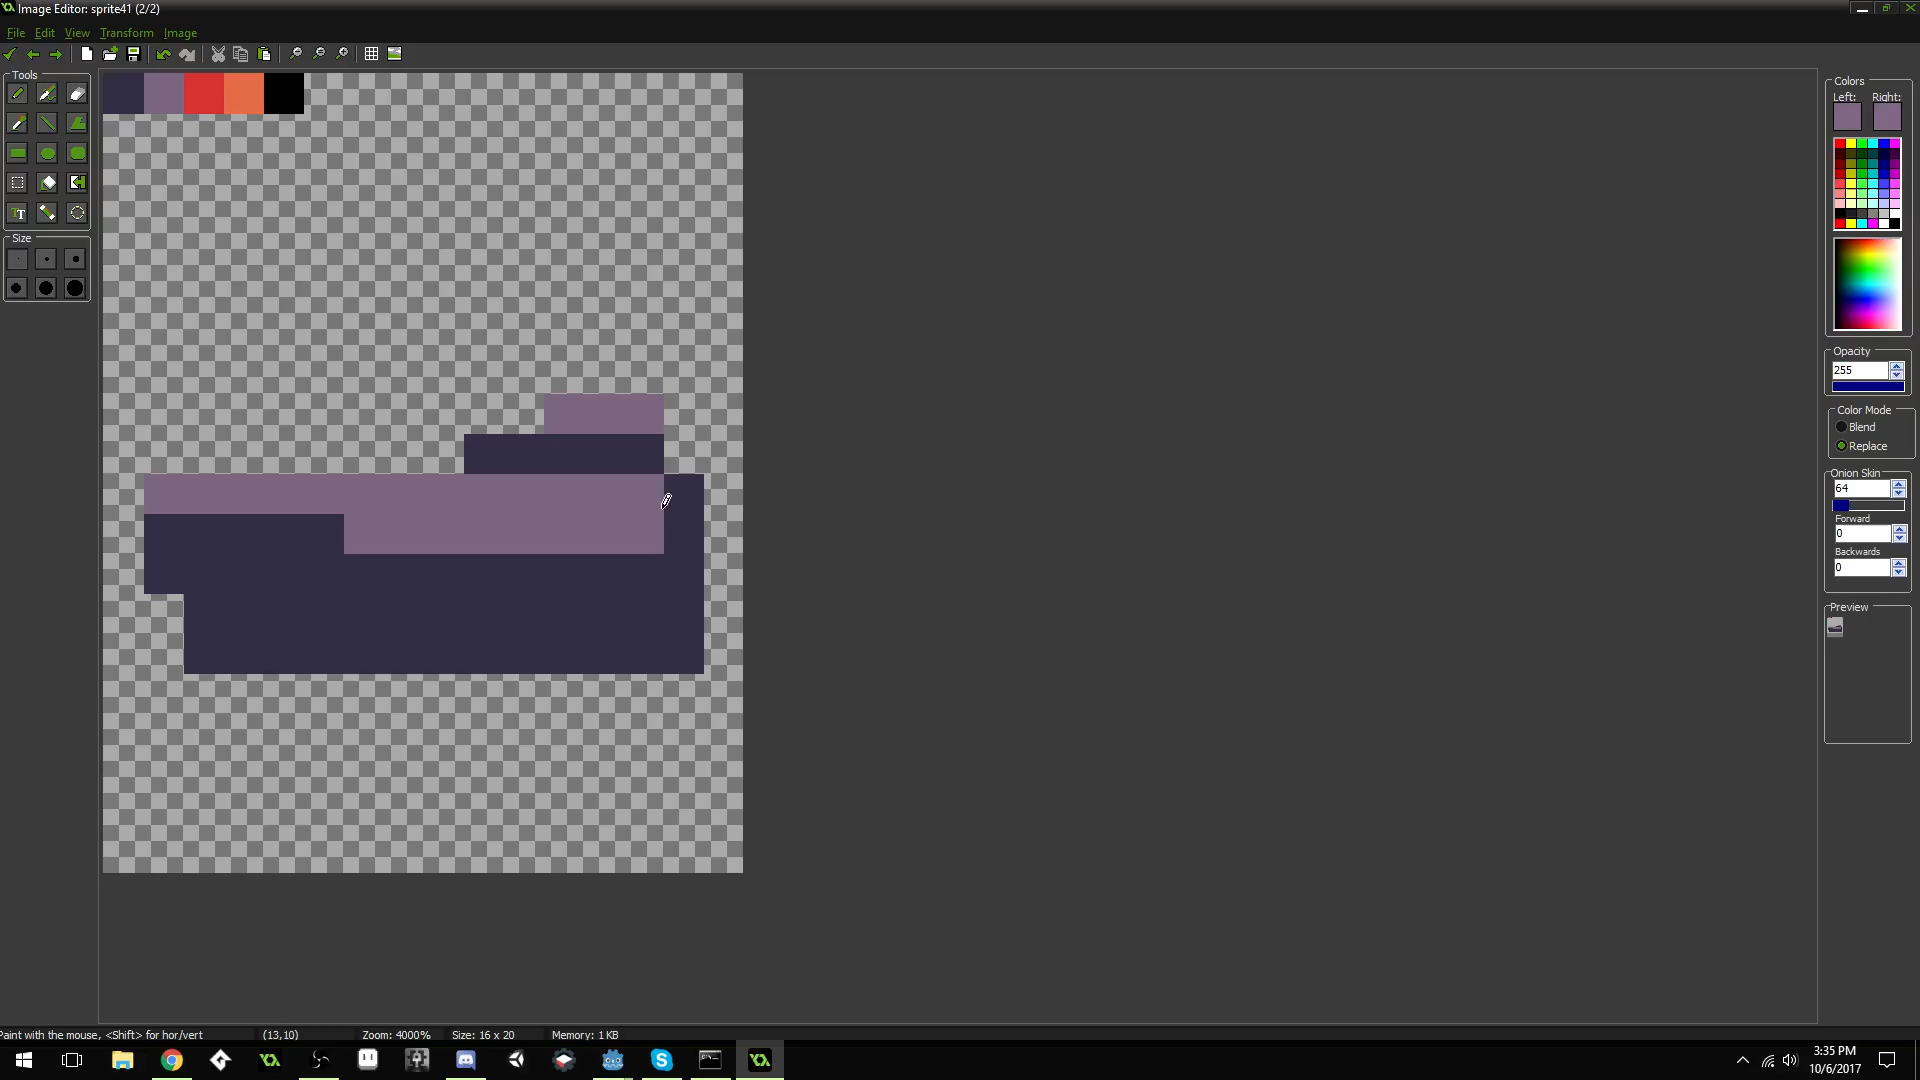 Image Editor: sprite41 (2/2)
File Edit View Transform Image
Tools
Size
Colors
Left: Right:
Opacity
255
Color Mode
Blend
Replace
Onion Skin
64
Forward
0
Backwards
0
Preview
Paint with the mouse, <Shift> for hor/vert (13,10) Zoom: 4000% Size: 16 x 20 Memory: 1 KB
3:35 PM
10/6/2017